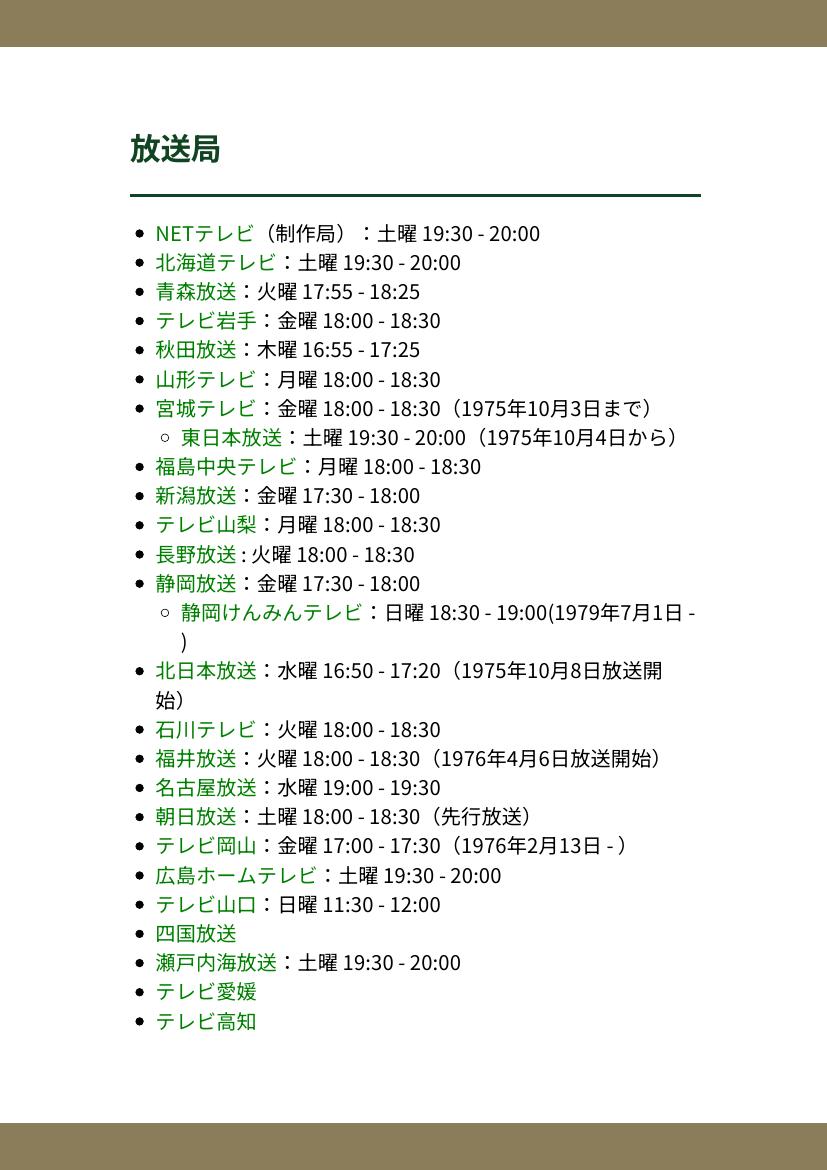 放送局
NETテレビ（制作局）：土曜 19:30 - 20:00
北海道テレビ：土曜 19:30 - 20:00
青森放送：火曜 17:55 - 18:25
テレビ岩手：金曜 18:00 - 18:30
秋田放送：木曜 16:55 - 17:25
山形テレビ：月曜 18:00 - 18:30
宮城テレビ：金曜 18:00 - 18:30（1975年10月3日まで）
東日本放送：土曜 19:30 - 20:00（1975年10月4日から）
福島中央テレビ：月曜 18:00 - 18:30
新潟放送：金曜 17:30 - 18:00
テレビ山梨：月曜 18:00 - 18:30
長野放送 : 火曜 18:00 - 18:30
静岡放送：金曜 17:30 - 18:00
静岡けんみんテレビ：日曜 18:30 - 19:00(1979年7月1日 -
)
北日本放送：水曜 16:50 - 17:20（1975年10月8日放送開
始）
石川テレビ：火曜 18:00 - 18:30
福井放送：火曜 18:00 - 18:30（1976年4月6日放送開始）
名古屋放送：水曜 19:00 - 19:30
朝日放送：土曜 18:00 - 18:30（先行放送）
テレビ岡山：金曜 17:00 - 17:30（1976年2月13日 - ）
広島ホームテレビ：土曜 19:30 - 20:00
テレビ山口：日曜 11:30 - 12:00
四国放送
瀬戸内海放送：土曜 19:30 - 20:00
テレビ愛媛
テレビ高知